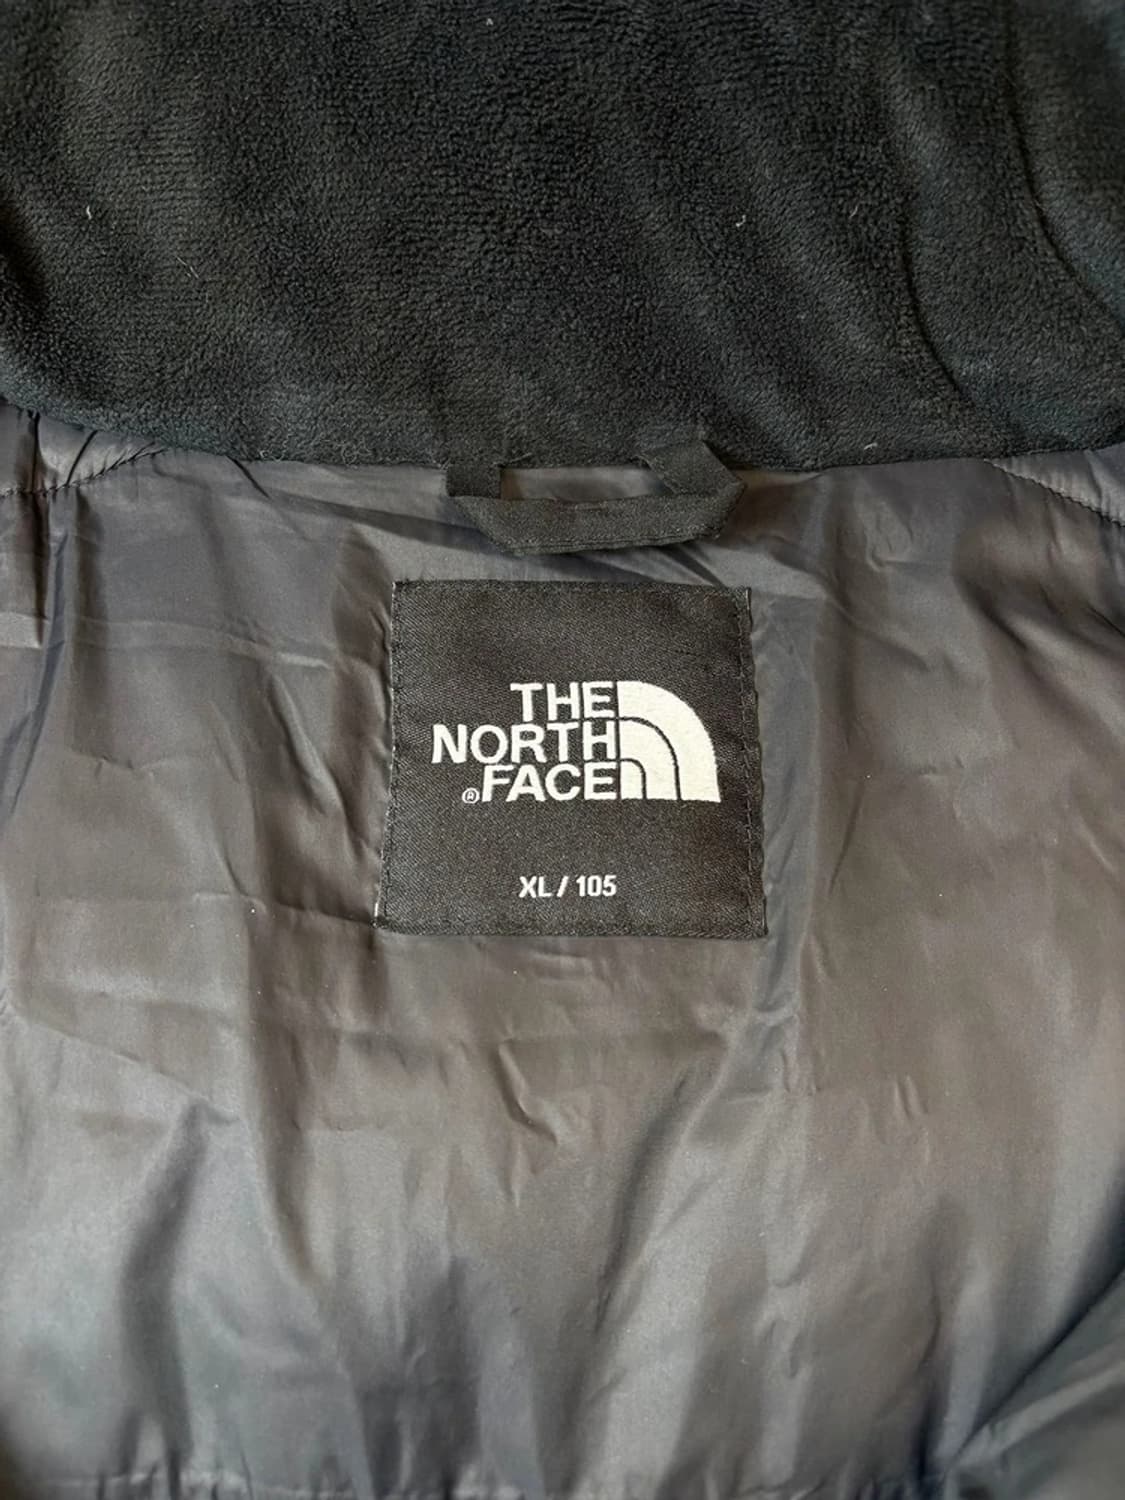 THE
NORTH
®FACE
XL / 105